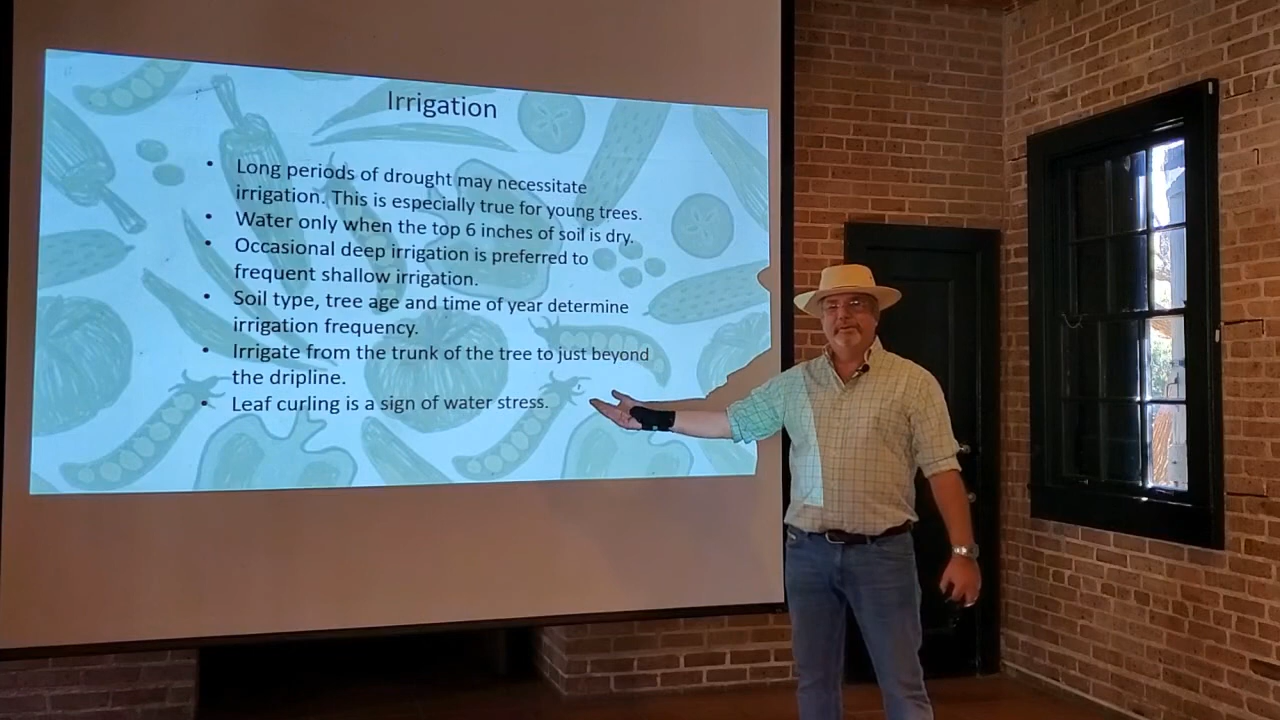 Irrigation
• Long periods of drought may necessitate
irrigation. This is especially true for young trees.
• Water only when the top 6 inches of soil is dry.
• Occasional deep irrigation is preferred to
frequent shallow irrigation.
• Soil type, tree age and time of year determine
irrigation frequency.
• Irrigate from the trunk of the tree to just beyond
the dripline.
• Leaf curling is a sign of water stress.